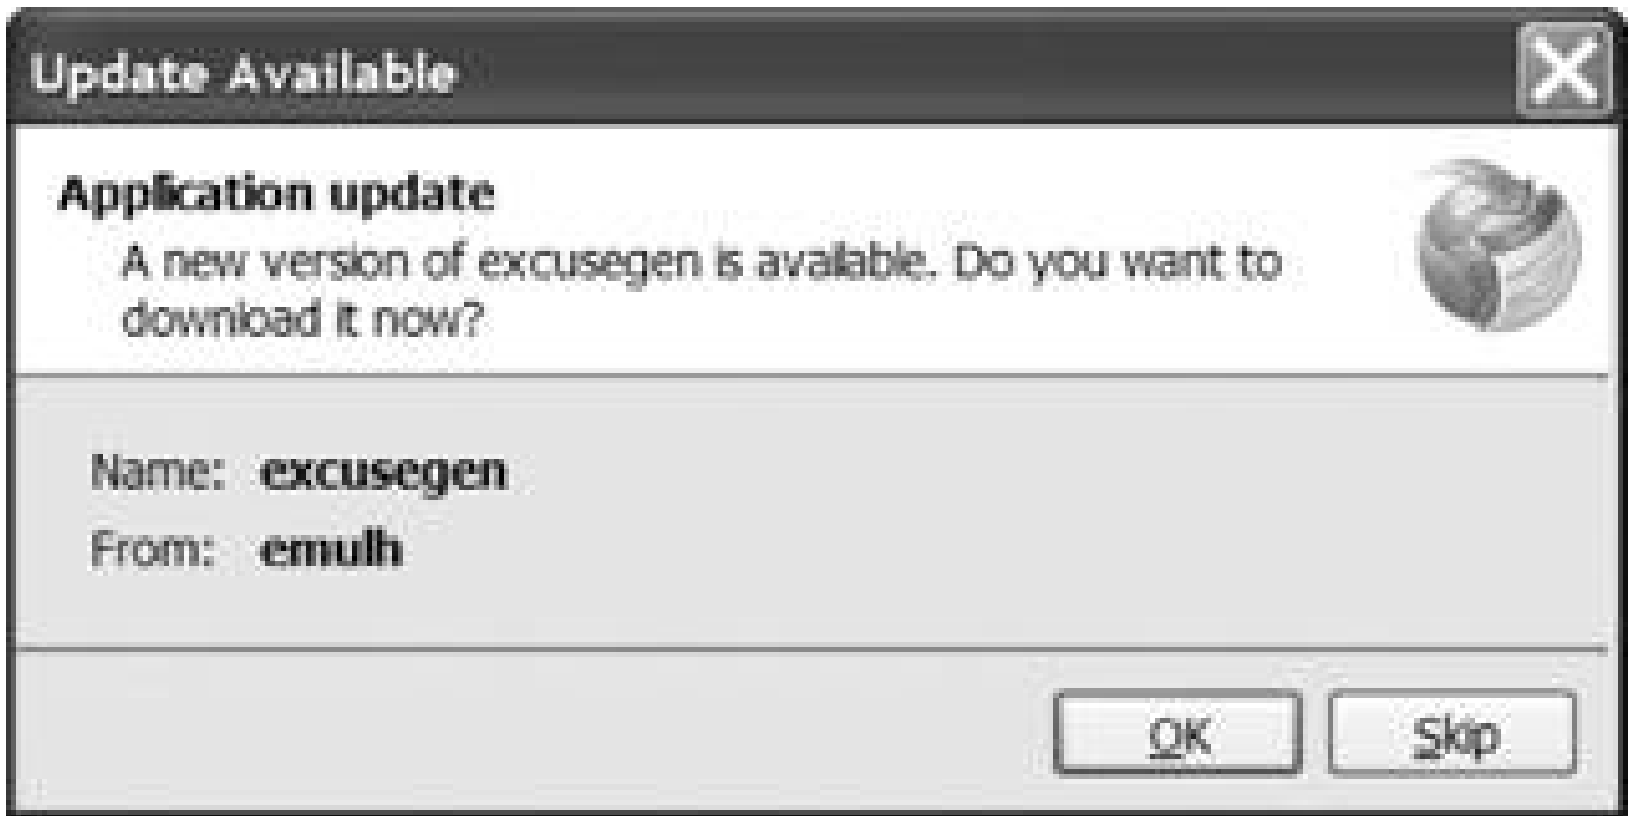 Update Available
Application update
A new version of excusegen is available. Do you want to
download it now?
Name: excusegen
From: emulh
OK
Skip